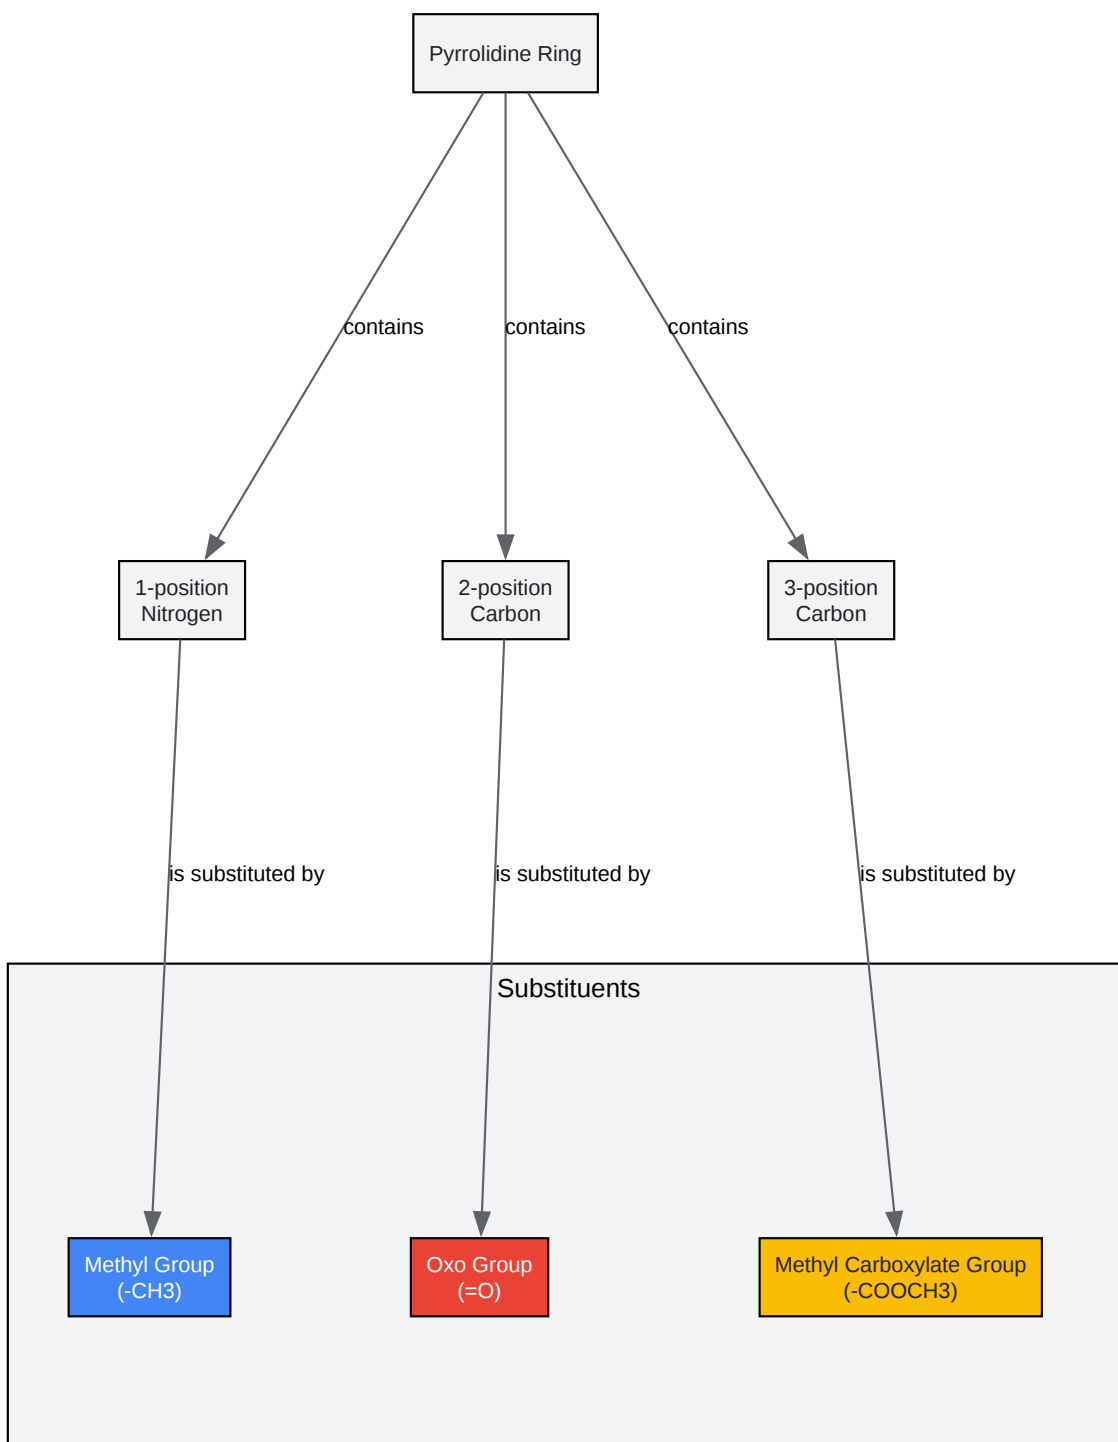 Pyrrolidine Ring
contains
contains
contains
1-position
Nitrogen
2-position
Carbon
3-position
Carbon
is substituted by
is substituted by
is substituted by
Substituents
Methyl Group
(-CH3)
Oxo Group
(=O)
Methyl Carboxylate Group
(-COOCH3)